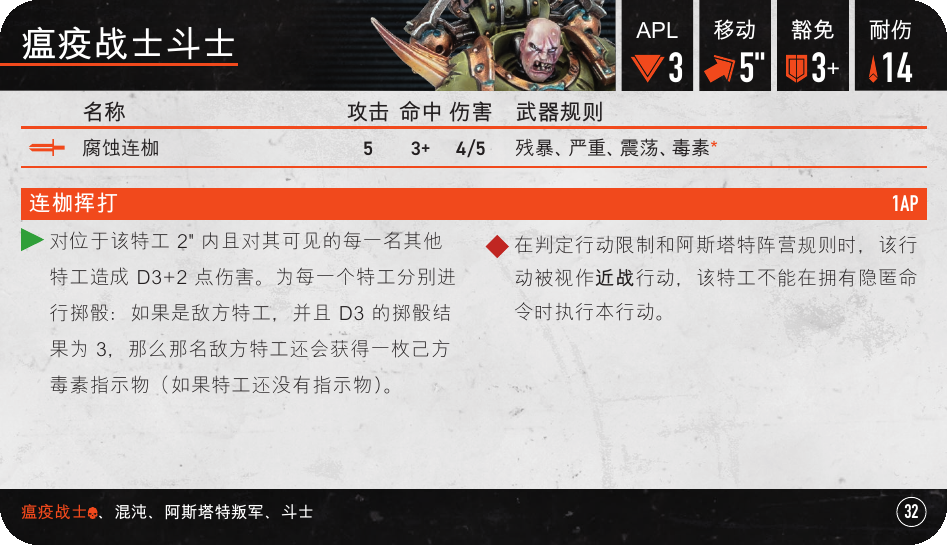 瘟疫战士斗士
APL 移动 豁免 耐伤
3 5" 3+ 14
名称 攻击 命中 伤害 武器规则
腐蚀连枷 5 3+ 4/5 残暴、严重、震荡、毒素*
连枷挥打 1AP
对位于该特工 2" 内且对其可见的每一名其他
特工造成 D3+2 点伤害。为每一个特工分别进
行掷骰：如果是敌方特工，并且 D3 的掷骰结
果为 3，那么那名敌方特工还会获得一枚己方
毒素指示物（如果特工还没有指示物）。
在判定行动限制和阿斯塔特阵营规则时，该行
动被视作近战行动，该特工不能在拥有隐匿命
令时执行本行动。
瘟疫战士、混沌、阿斯塔特叛军、斗士
32